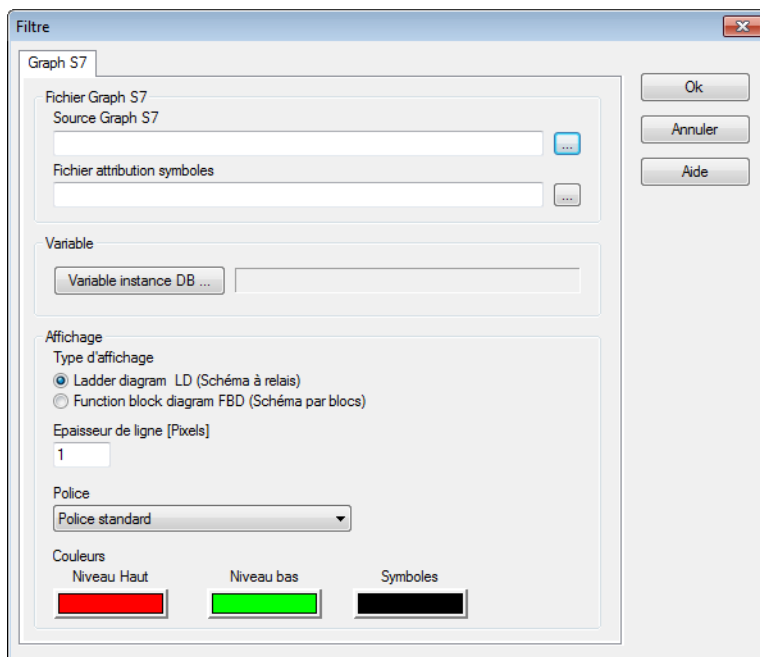 Filtre
Graph S7
Fichier Graph S7
Source Graph S7
...
Fichier attribution symboles
...
Variable
Variable instance DB ...
Affichage
Type d'affichage
Ladder diagram  LD (Schéma à relais)
Function block diagram FBD (Schéma par blocs)
Epaisseur de ligne [Pixels]
1
Police
Police standard
Couleurs
Niveau Haut Niveau bas Symboles
Ok
Annuler
Aide